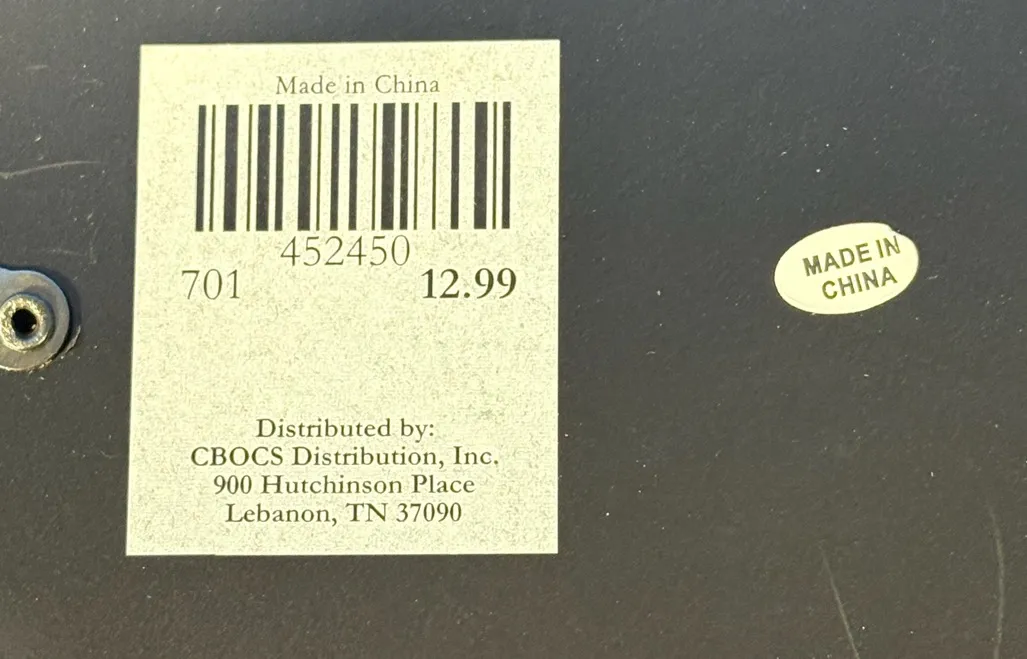 Made in China
452450
701 12.99
Distributed by:
CBOCS Distribution, Inc.
900 Hutchinson Place
Lebanon, TN 37090
MADE IN
CHINA